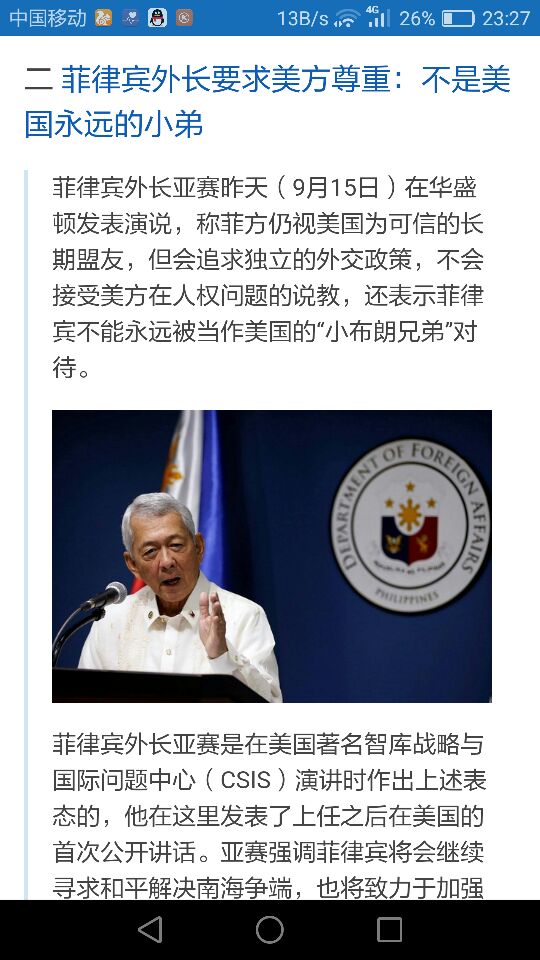 中国移动 13B/s 4G 26% 23:27
二 菲律宾外长要求美方尊重：不是美
国永远的小弟
菲律宾外长亚赛昨天（9月15日）在华盛
顿发表演说，称菲方仍视美国为可信的长
期盟友，但会追求独立的外交政策，不会
接受美方在人权问题的说教，还表示菲律
宾不能永远被当作美国的“小布朗兄弟”对
待。
DEPARTMENT OF FOREIGN AFFAIRS
PHILIPPINES
菲律宾外长亚赛是在美国著名智库战略与
国际问题中心（CSIS）演讲时作出上述表
态的，他在这里发表了上任之后在美国的
首次公开讲话。亚赛强调菲律宾将会继续
寻求和平解决南海争端，也将致力于加强